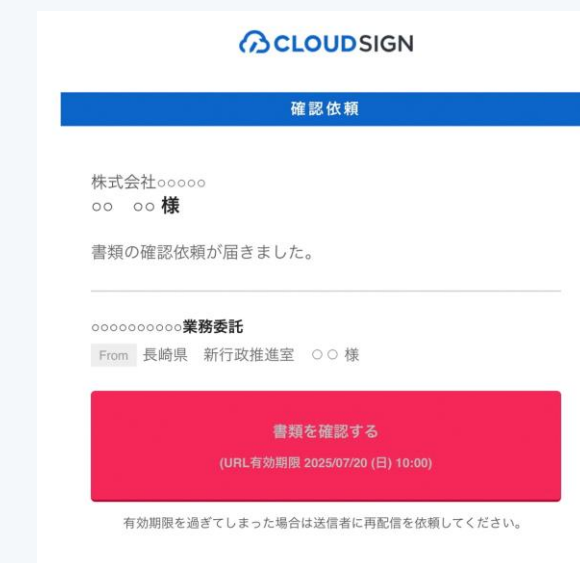 CLOUDSIGN
確認依頼
株式会社○○○○○
○○ ○○ 様
書類の確認依頼が届きました。
○○○○○○○○○○業務委託
From 長崎県 新行政推進室 ○○ 様
書類を確認する
(URL有効期限 2025/07/20 (日) 10:00)
有効期限を過ぎてしまった場合は送信者に再配信を依頼してください。